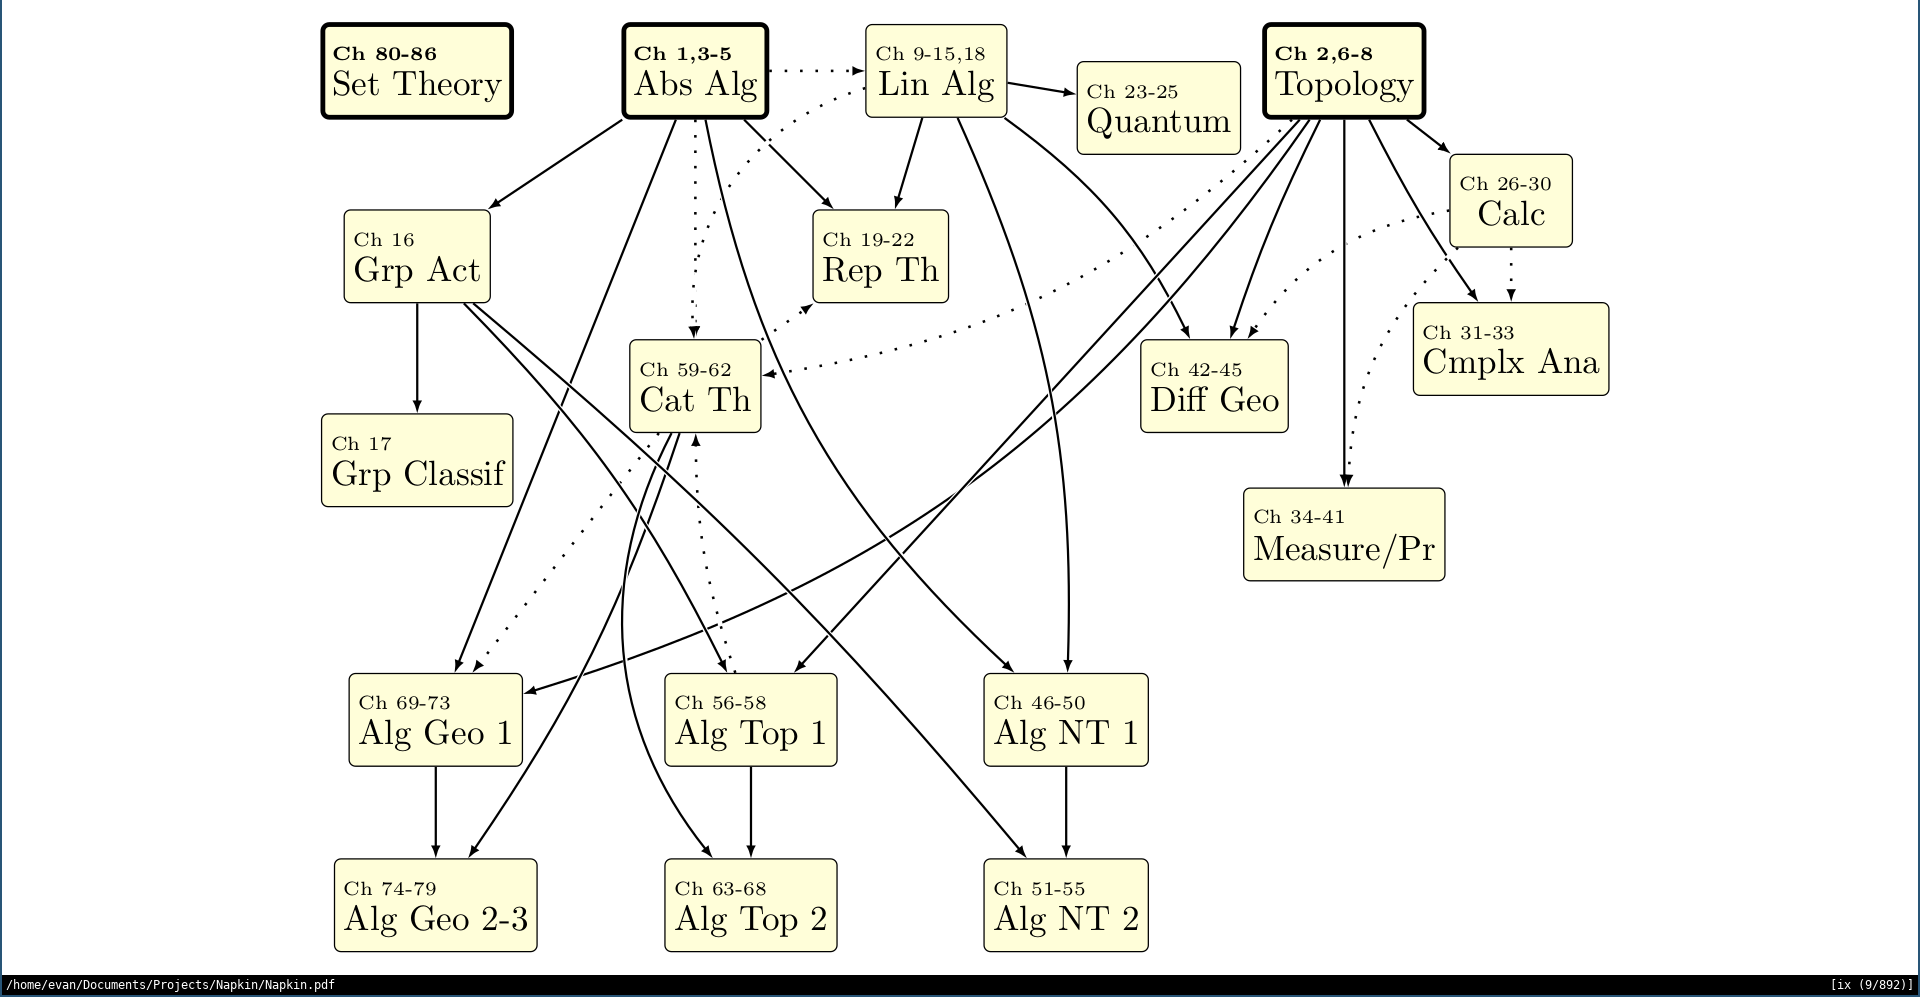 Ch 80-86
Set Theory
Ch 1,3-5
Abs Alg
Ch 9-15,18
Lin Alg
Ch 23-25
Quantum
Ch 2,6-8
Topology
Ch 26-30
Calc
Ch 16
Grp Act
Ch 19-22
Rep Th
Ch 31-33
Cmplx Ana
Ch 59-62
Cat Th
Ch 42-45
Diff Geo
Ch 17
Grp Classif
Ch 34-41
Measure/Pr
Ch 69-73
Alg Geo 1
Ch 56-58
Alg Top 1
Ch 46-50
Alg NT 1
Ch 74-79
Alg Geo 2-3
Ch 63-68
Alg Top 2
Ch 51-55
Alg NT 2
/home/evan/Documents/Projects/Napkin/Napkin.pdf
[ix (9/892)]